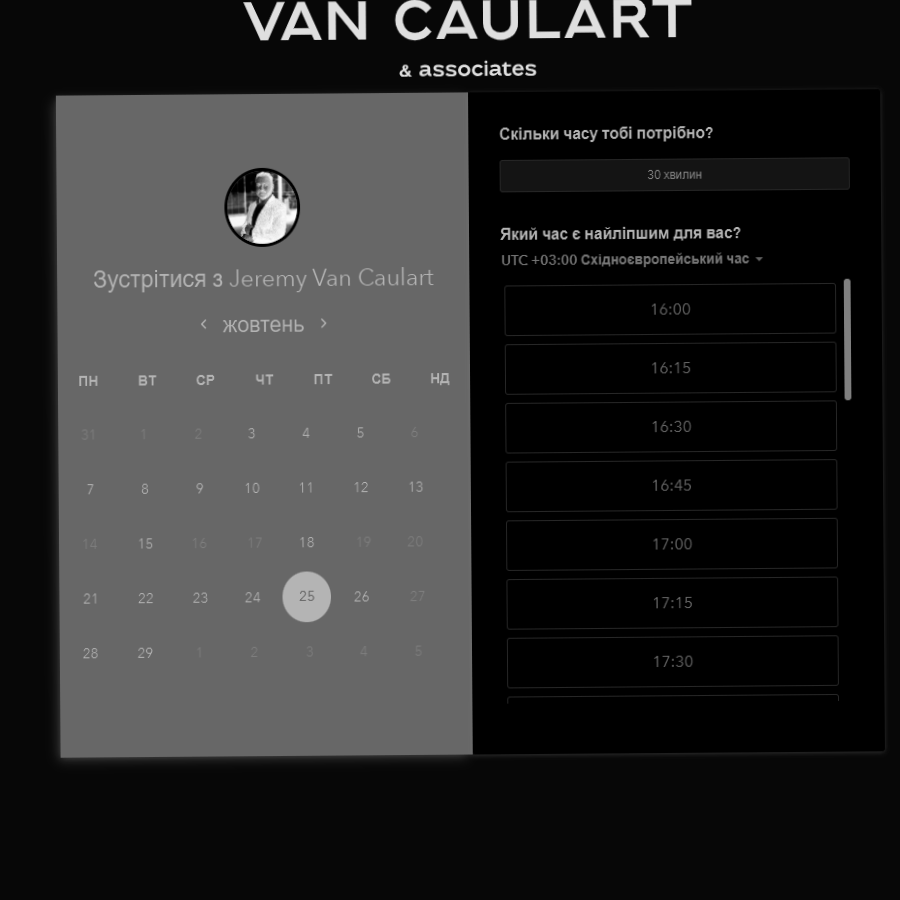 VAN CAULART
& associates
Зустрітися з Jeremy Van Caulart
жовтень
ПН ВТ СР ЧТ ПТ СБ НД
31 1 2 3 4 5 6
7 8 9 10 11 12 13
14 15 16 17 18 19 20
21 22 23 24 25 26 27
28 29 1 2 3 4 5
Скільки часу тобі потрібно?
30 хвилин
Який час є найліпшим для вас?
UTC +03:00 Східноєвропейський час
16:00
16:15
16:30
16:45
17:00
17:15
17:30